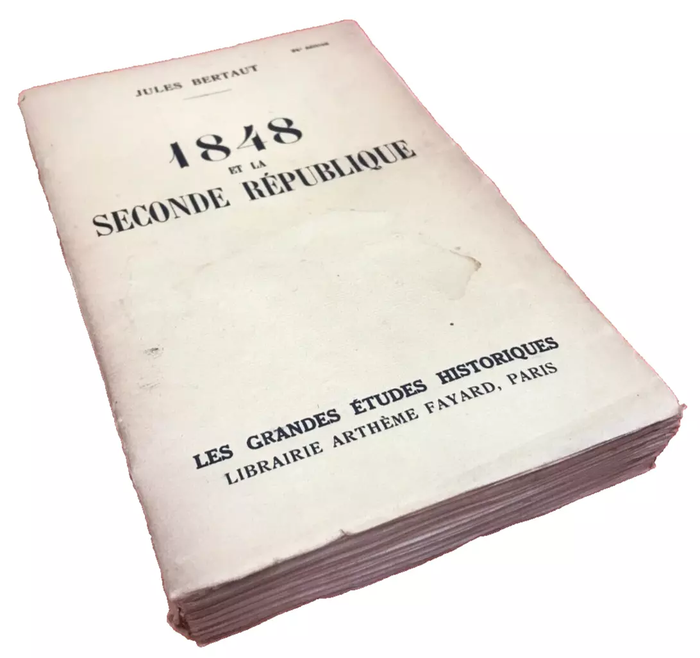 JULES BERTAUT
1848
ET LA
SECONDE RÉPUBLIQUE
LES GRANDES ÉTUDES HISTORIQUES
LIBRAIRIE ARTHÈME FAYARD, PARIS